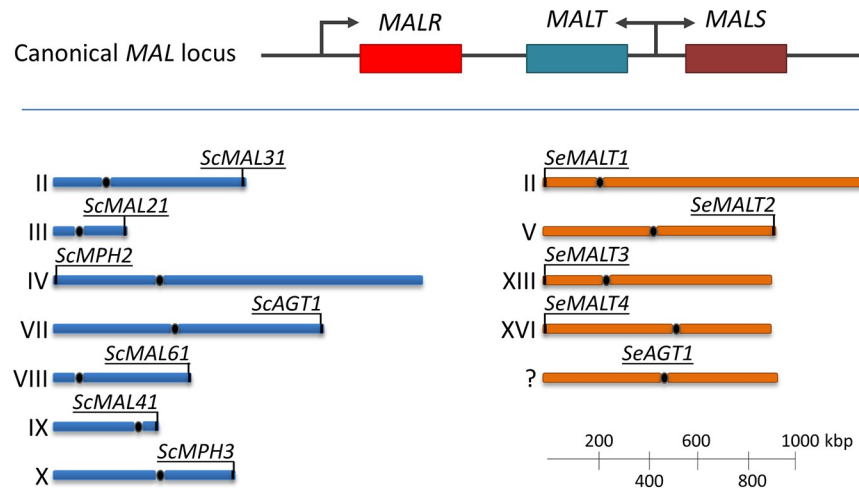 MALR MALT MALS
Canonical MAL locus
ScMAL31
II
ScMAL21
III
ScMPH2
IV
ScAGT1
VII
ScMAL61
VIII
ScMAL41
IX
ScMPH3
X
SeMALT1
II
SeMALT2
V
SeMALT3
XIII
SeMALT4
XVI
SeAGT1
?
200 600 1000 kbp
400 800